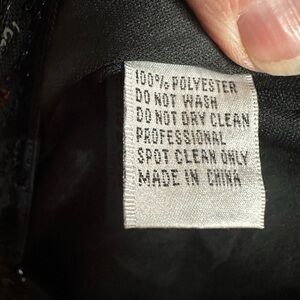 100% POLYESTER
DO NOT WASH
DO NOT DRY CLEAN
PROFESSIONAL
SPOT CLEAN ONLY
MADE IN CHINA